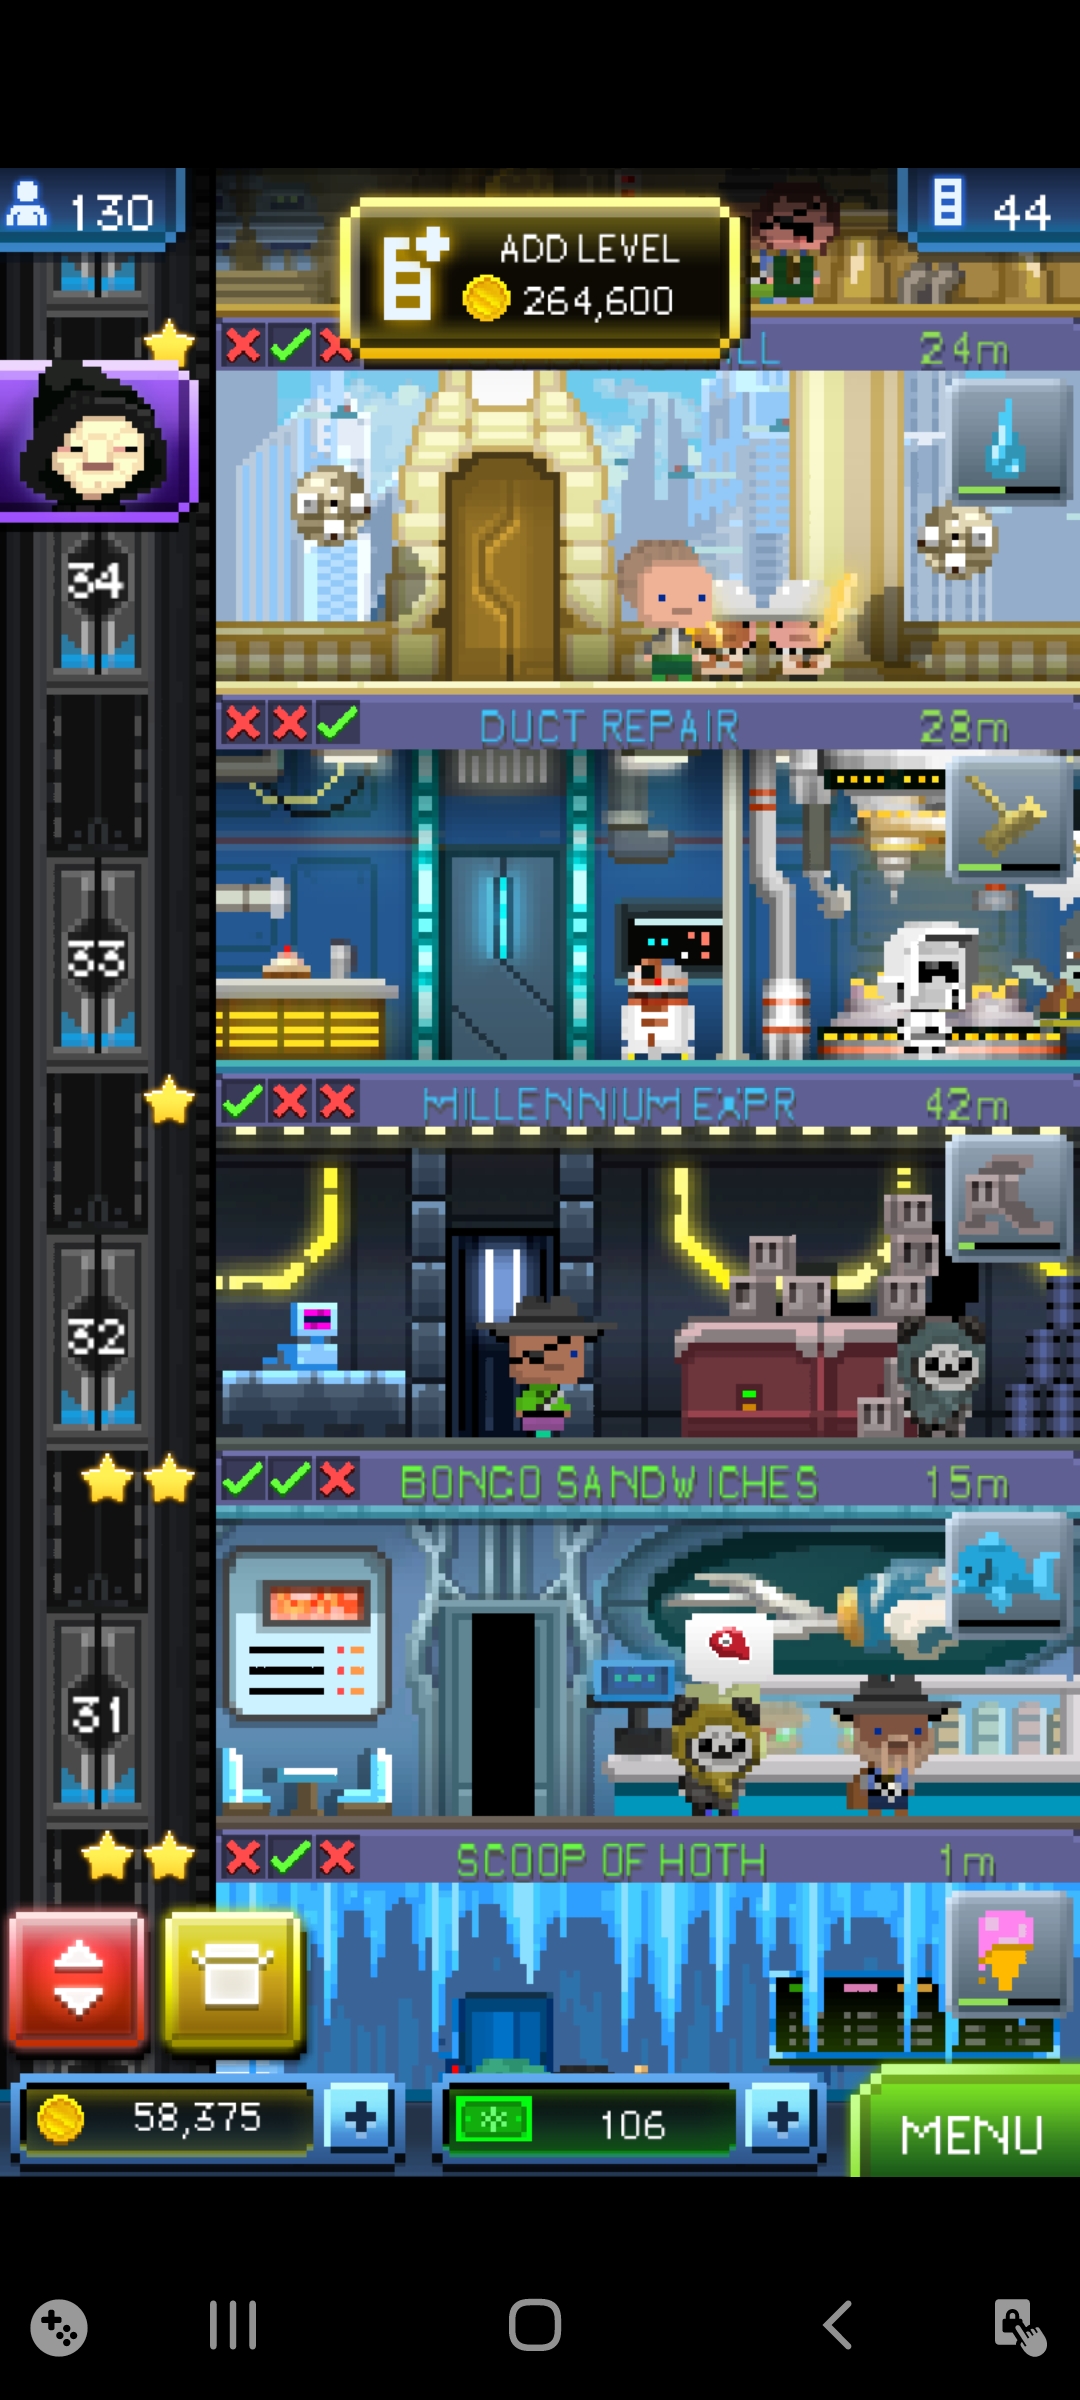 130
ADD LEVEL
264,600
44
24m
34
DUCT REPAIR
28m
33
MILLENNIUM EXPR
42m
32
BONGO SANDWICHES
15m
31
SCOOP OF HOTH
1m
58,375
106
MENU